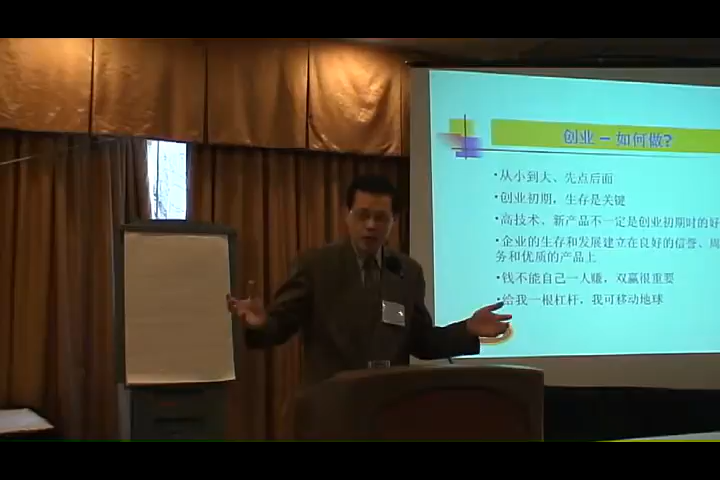 创业 – 如何做?
•从小到大、先点后面
•创业初期，生存是关键
•高技术、新产品不一定是创业初期时的好
•企业的生存和发展建立在良好的信誉、周
务和优质的产品上
•钱不能自己一人赚，双赢很重要
•给我一根杠杆，我可移动地球